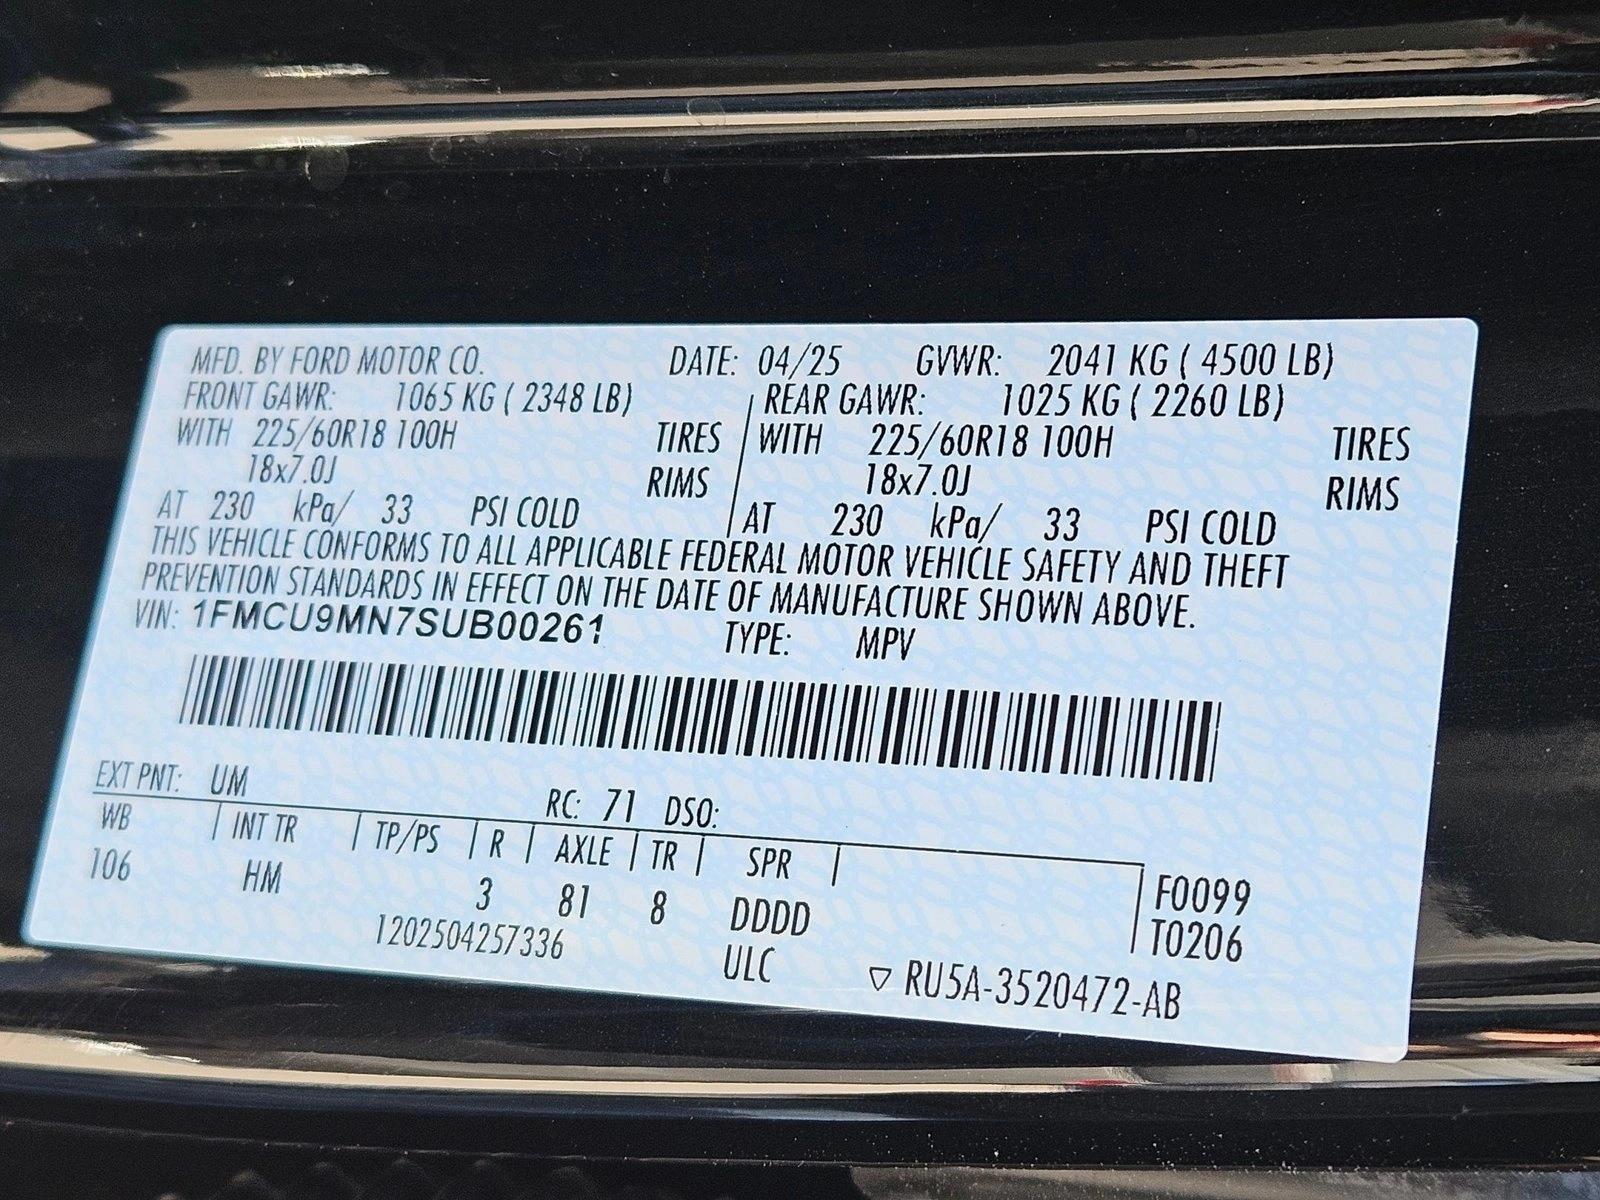 MFD. BY FORD MOTOR CO. DATE: 04/25 GVWR: 2041 KG ( 4500 LB)
FRONT GAWR: 1065 KG ( 2348 LB) REAR GAWR: 1025 KG ( 2260 LB)
WITH 225/60R18 100H TIRES WITH 225/60R18 100H TIRES
18x7.0J RIMS 18x7.0J RIMS
AT 230 kPa/ 33 PSI COLD AT 230 kPa/ 33 PSI COLD
THIS VEHICLE CONFORMS TO ALL APPLICABLE FEDERAL MOTOR VEHICLE SAFETY AND THEFT
PREVENTION STANDARDS IN EFFECT ON THE DATE OF MANUFACTURE SHOWN ABOVE.
VIN: 1FMCU9MN7SUB00261 TYPE: MPV
EXT PNT: UM RC: 71 DSO:
WB INT TR TP/PS R AXLE TR SPR
106 HM 3 81 8 DDDD F0099
1202504257336 ULC T0206
RU5A-3520472-AB